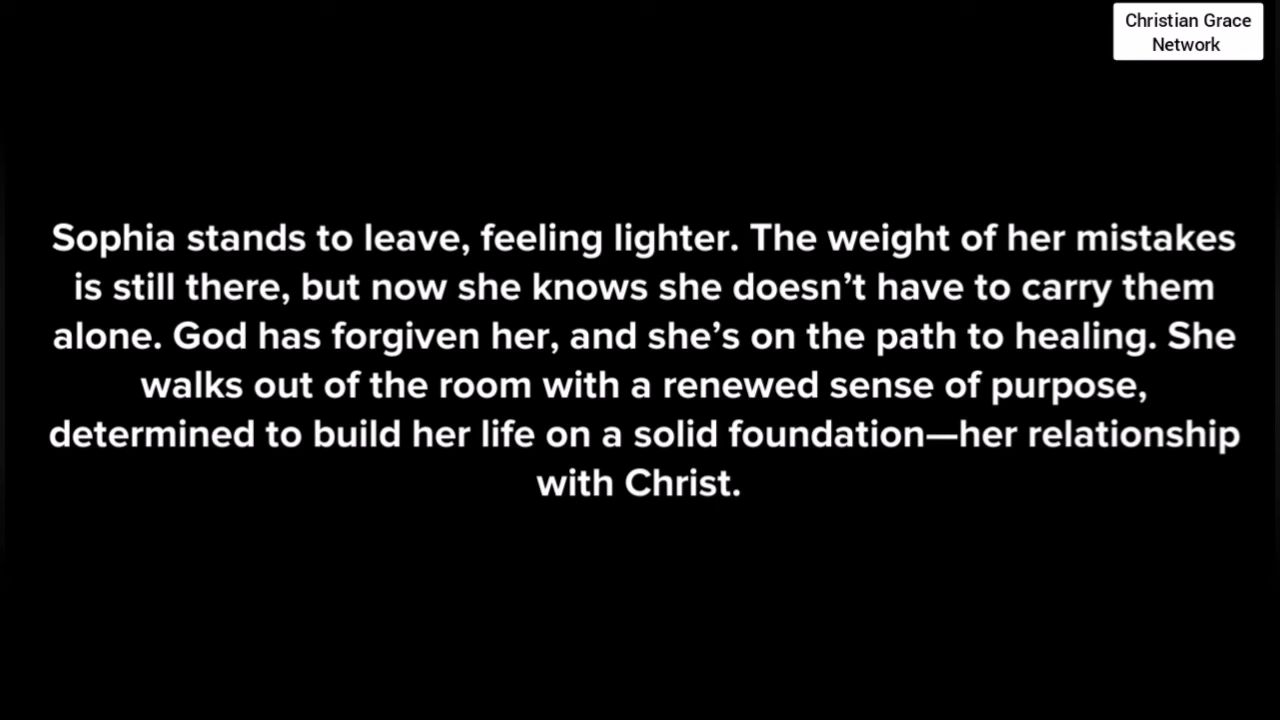 Christian Grace
Network
Sophia stands to leave, feeling lighter. The weight of her mistakes
is still there, but now she knows she doesn’t have to carry them
alone. God has forgiven her, and she’s on the path to healing. She
walks out of the room with a renewed sense of purpose,
determined to build her life on a solid foundation—her relationship
with Christ.